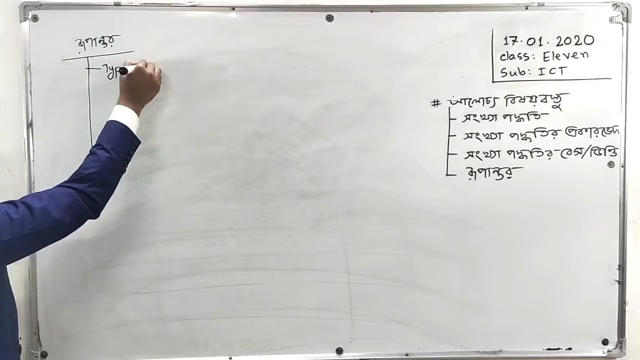 রূপান্তর
Typ
17.01.2020
class: Eleven
Sub: ICT
# আলোচ্য বিষয়বস্তু
সংখ্যা পদ্ধতি
সংখ্যা পদ্ধতির প্রকারভেদ
সংখ্যা পদ্ধতির বেস/ভিত্তি
রূপান্তর